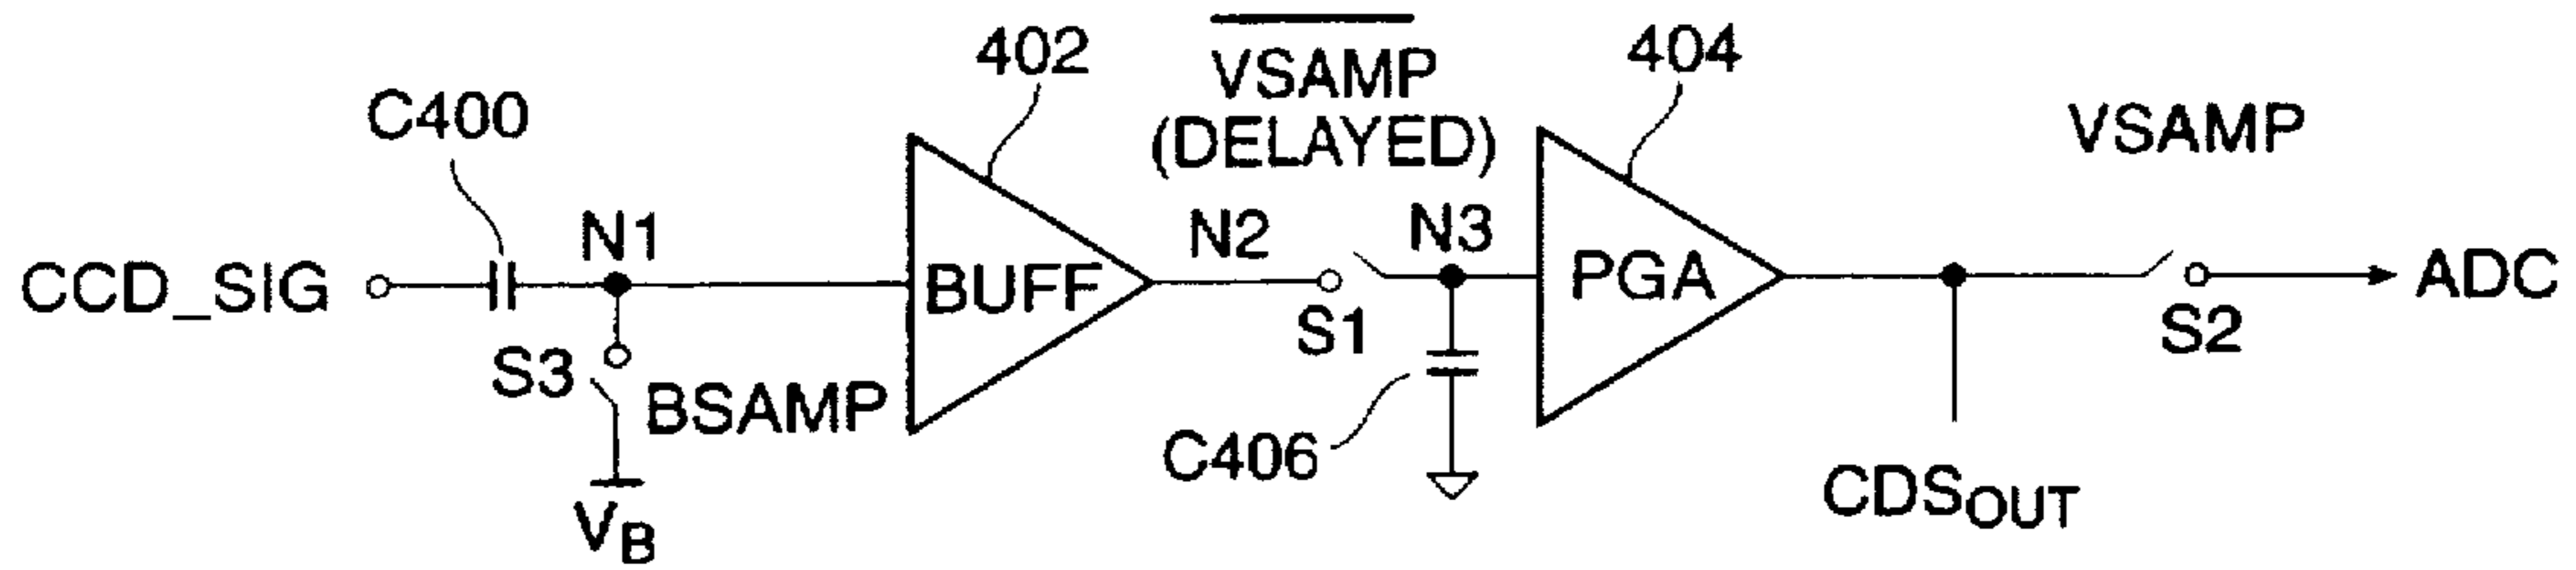 402
VSAMP
(DELAYED)
404
VSAMP
C400
N1
N2
N3
CCD_SIG
BUFF
PGA
ADC
S3
BSAMP
S1
S2
C406
VB
CDSOUT